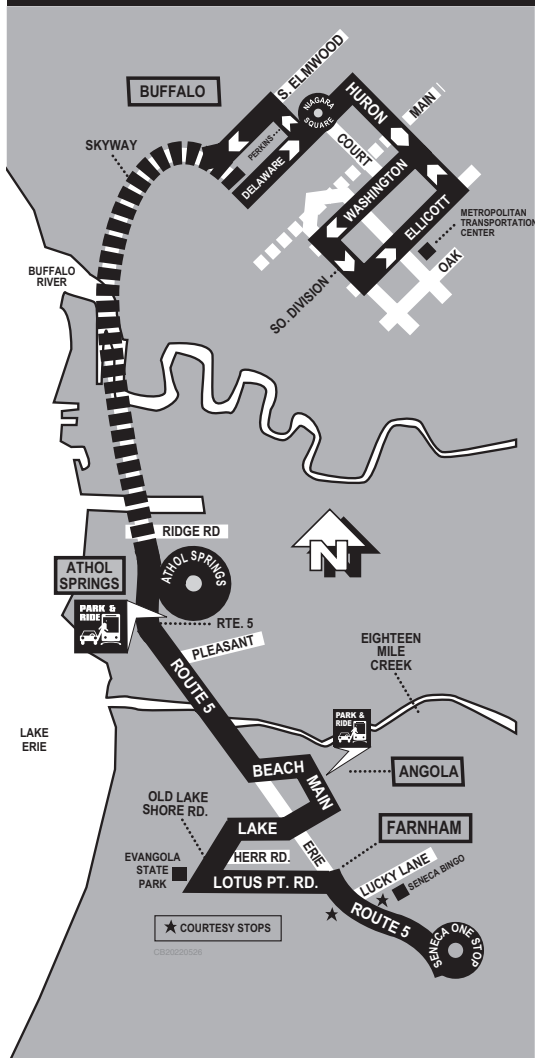 BUFFALO
S. ELMWOOD
SKYWAY
PERKINS
NIAGARA
SQUARE
HURON
MAIN
DELAWARE
COURT
WASHINGTON
ELLICOTT
METROPOLITAN
TRANSPORTATION
CENTER
OAK
SO. DIVISION
BUFFALO
RIVER
RIDGE RD
ATHOL SPRINGS
N
ATHOL
SPRINGS
PARK &
RIDE
RTE. 5
PLEASANT
ROUTE 5
EIGHTEEN
MILE
CREEK
LAKE
ERIE
PARK &
RIDE
BEACH
MAIN
ANGOLA
OLD LAKE
SHORE RD.
LAKE
ERIE
FARNHAM
HERR RD.
EVANGOLA
STATE
PARK
LOTUS PT. RD.
LUCKY LANE
SENECA BINGO
ROUTE 5
★ COURTESY STOPS
SENECA ONE STOP
CB20220526